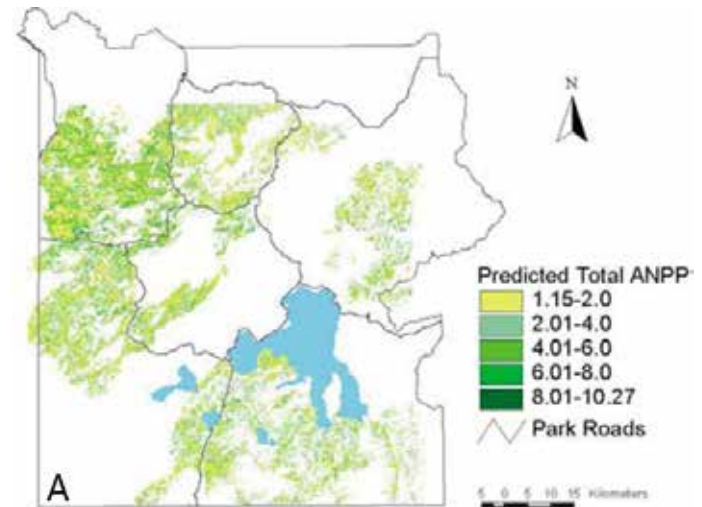 N
Predicted Total ANPP
1.15-2.0
2.01-4.0
4.01-6.0
6.01-8.0
8.01-10.27
Park Roads
A
5 0 5 10 15 Kilometers